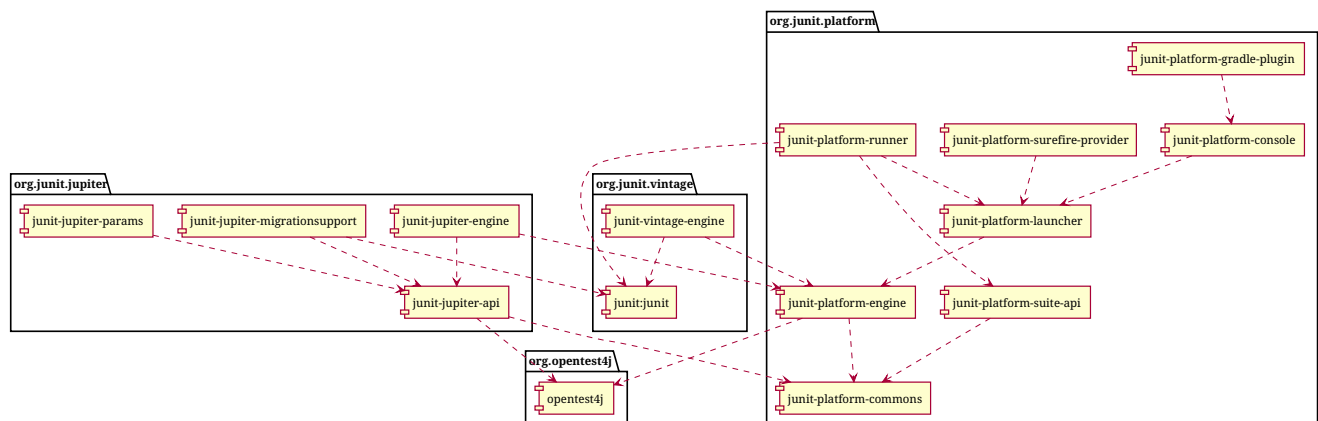 org.junit.platform
junit-platform-gradle-plugin
junit-platform-runner
junit-platform-surefire-provider
junit-platform-console
org.junit.jupiter
org.junit.vintage
junit-jupiter-params
junit-jupiter-migrationsupport
junit-jupiter-engine
junit-vintage-engine
junit-platform-launcher
junit-jupiter-api
junit:junit
junit-platform-engine
junit-platform-suite-api
org.opentest4j
opentest4j
junit-platform-commons